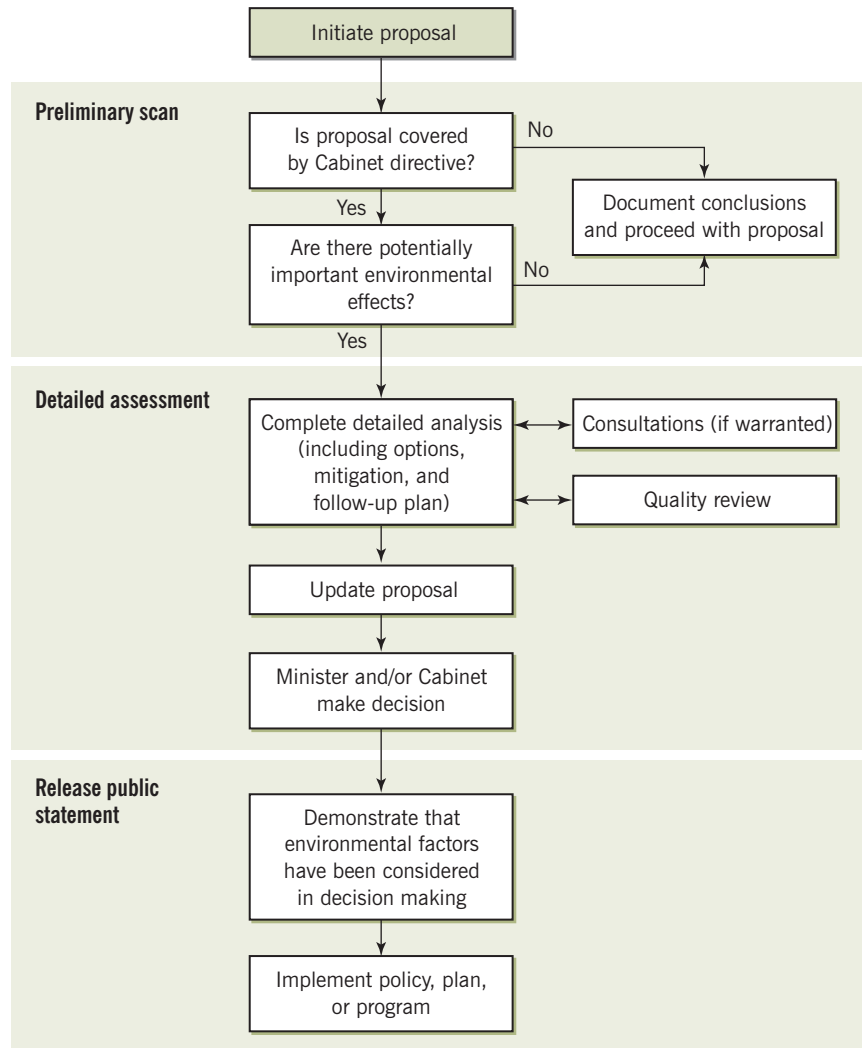 Initiate proposal
Preliminary scan
Is proposal covered
by Cabinet directive?
No
Document conclusions
and proceed with proposal
Yes
Are there potentially
important environmental
effects?
No
Yes
Detailed assessment
Complete detailed analysis
(including options,
mitigation, and
follow-up plan)
Consultations (if warranted)
Quality review
Update proposal
Minister and/or Cabinet
make decision
Release public
statement
Demonstrate that
environmental factors
have been considered
in decision making
Implement policy, plan,
or program